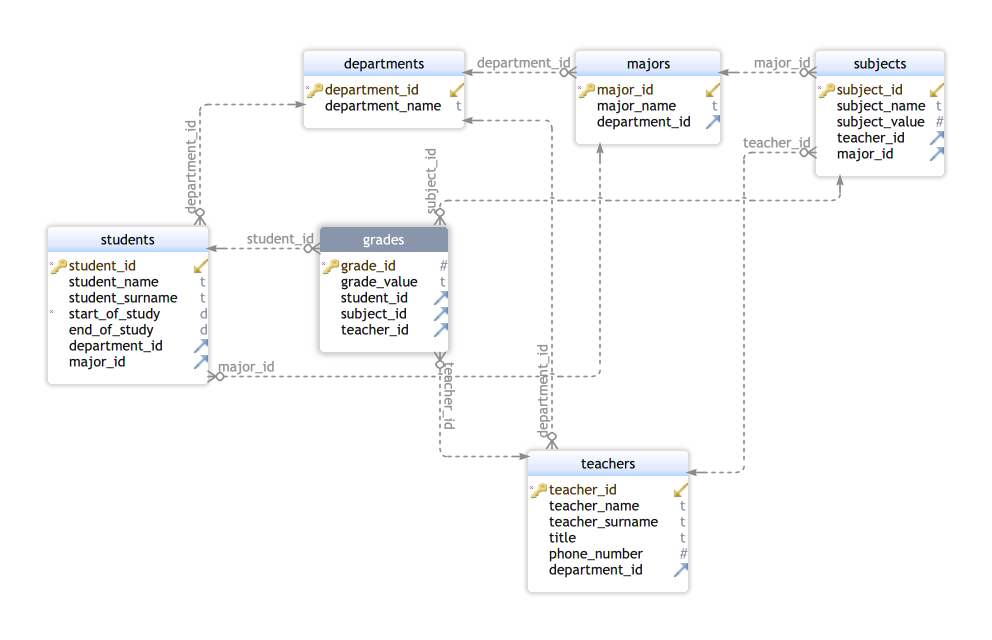 departments
department_id
department_name t
department_id
majors
major_id
major_name t
department_id
major_id
subjects
subject_id
subject_name t
subject_value #
teacher_id
major_id
teacher_id
department_id
subject_id
students
student_id
student_name t
student_surname t
start_of_study d
end_of_study d
department_id
major_id
student_id
grades
grade_id #
grade_value t
student_id
subject_id
teacher_id
major_id
teacher_id
department_id
teachers
teacher_id
teacher_name t
teacher_surname t
title t
phone_number #
department_id